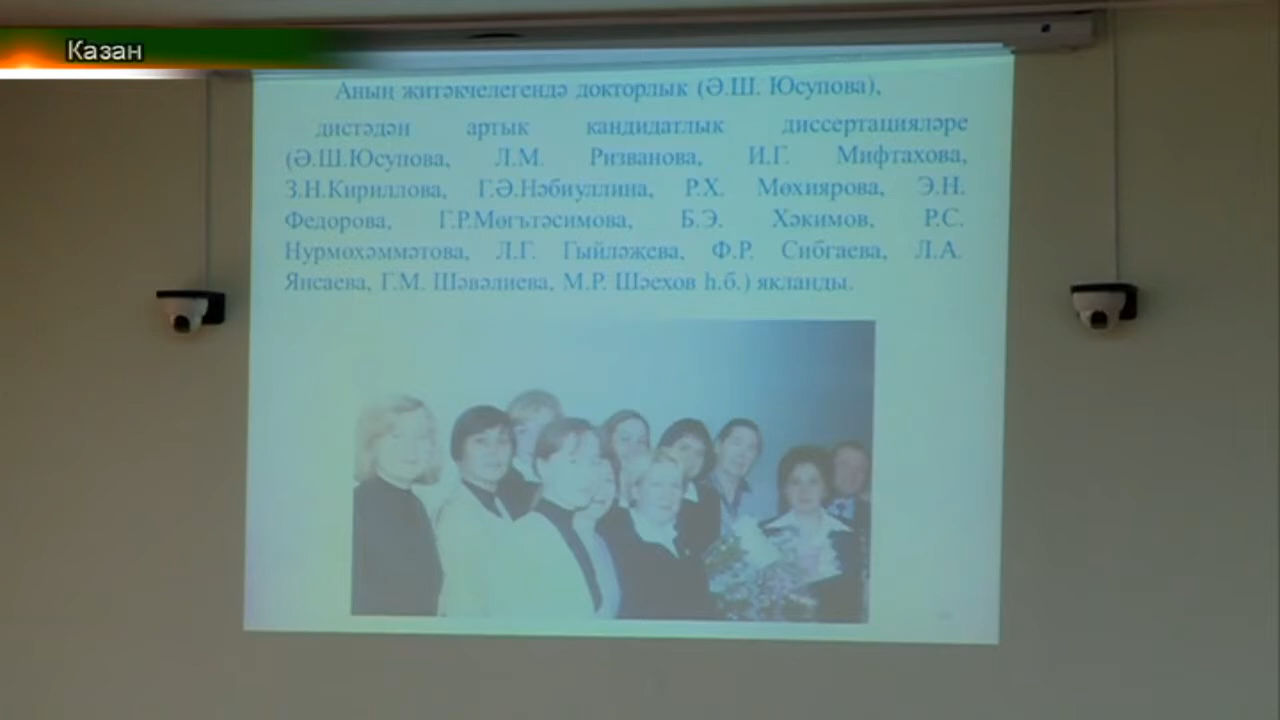 Казан
Аның җитәкчелегендә докторлык (Ә.Ш. Юсупова),
дистәдән артык кандидатлык диссертацияләре
(Ә.Ш.Юсупова, Л.М. Ризванова, И.Г. Мифтахова,
З.Н.Кириллова, Г.Ә.Нәбиуллина, Р.Х. Мөхиярова, Э.Н.
Федорова, Г.Р.Мөгътәсимова, Б.Э. Хәкимов, Р.С.
Нурмөхәммәтова, Л.Г. Гыйләҗева, Ф.Р. Сибгаева, Л.А.
Янсаева, Г.М. Шәвәлиева, М.Р. Шәехов һ.б.) якланды.